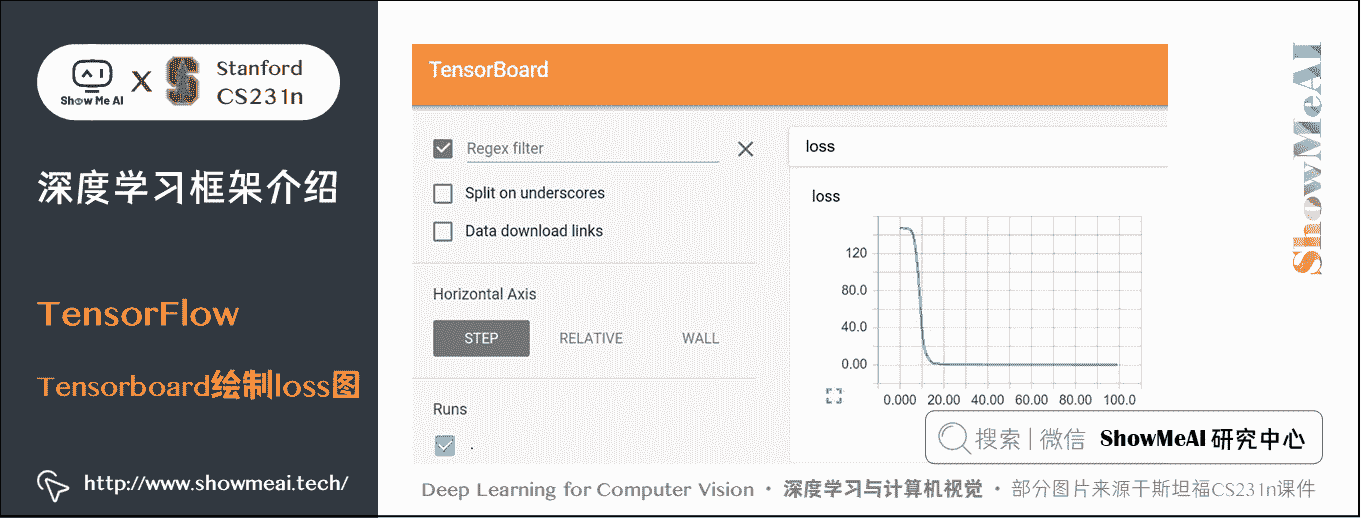 Show Me AI
X
Stanford
CS231n
深度学习框架介绍
TensorFlow
Tensorboard绘制loss图
http://www.showmeai.tech/
TensorBoard
Regex filter
Split on underscores
Data download links
Horizontal Axis
STEP RELATIVE WALL
Runs
.
loss
loss
120
80.0
40.0
0.00
0.000 20.00 40.00 60.00 80.00 100.0
搜索 | 微信 ShowMeAI 研究中心
Deep Learning for Computer Vision · 深度学习与计算机视觉 · 部分图片来源于斯坦福CS231n课件
ShowMeAI